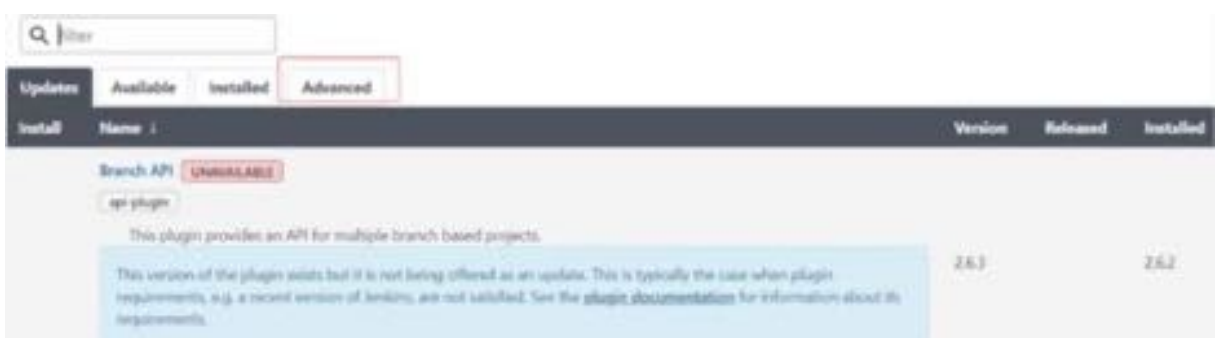 filter
Updates Available Installed Advanced
Install Name ↓ Version Released Installed
Branch API UNAVAILABLE
api-plugin
This plugin provides an API for multiple branch based projects.
This version of the plugin exists but it is not being offered as an update. This is typically the case when plugin
requirements, e.g. a recent version of Jenkins, are not satisfied. See the plugin documentation for information about its
requirements.
2.6.3 2.6.2